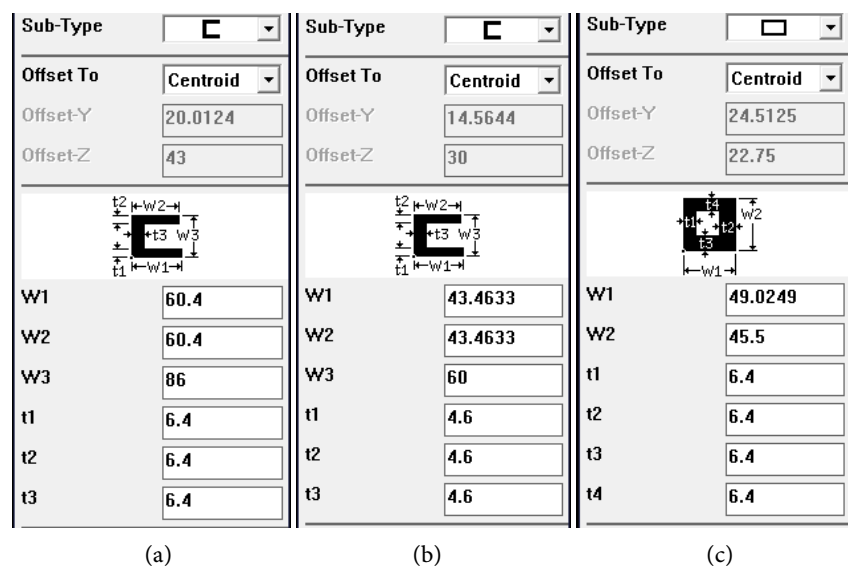 Sub-Type
Offset To Centroid
Offset-Y 20.0124
Offset-Z 43
t2 W2
t3 W3
t1 W1
W1 60.4
W2 60.4
W3 86
t1 6.4
t2 6.4
t3 6.4
(a)
Sub-Type
Offset To Centroid
Offset-Y 14.5644
Offset-Z 30
t2 W2
t3 W3
t1 W1
W1 43.4633
W2 43.4633
W3 60
t1 4.6
t2 4.6
t3 4.6
(b)
Sub-Type
Offset To Centroid
Offset-Y 24.5125
Offset-Z 22.75
t4 W2
t1 t2
t3
W1
W1 49.0249
W2 45.5
t1 6.4
t2 6.4
t3 6.4
t4 6.4
(c)